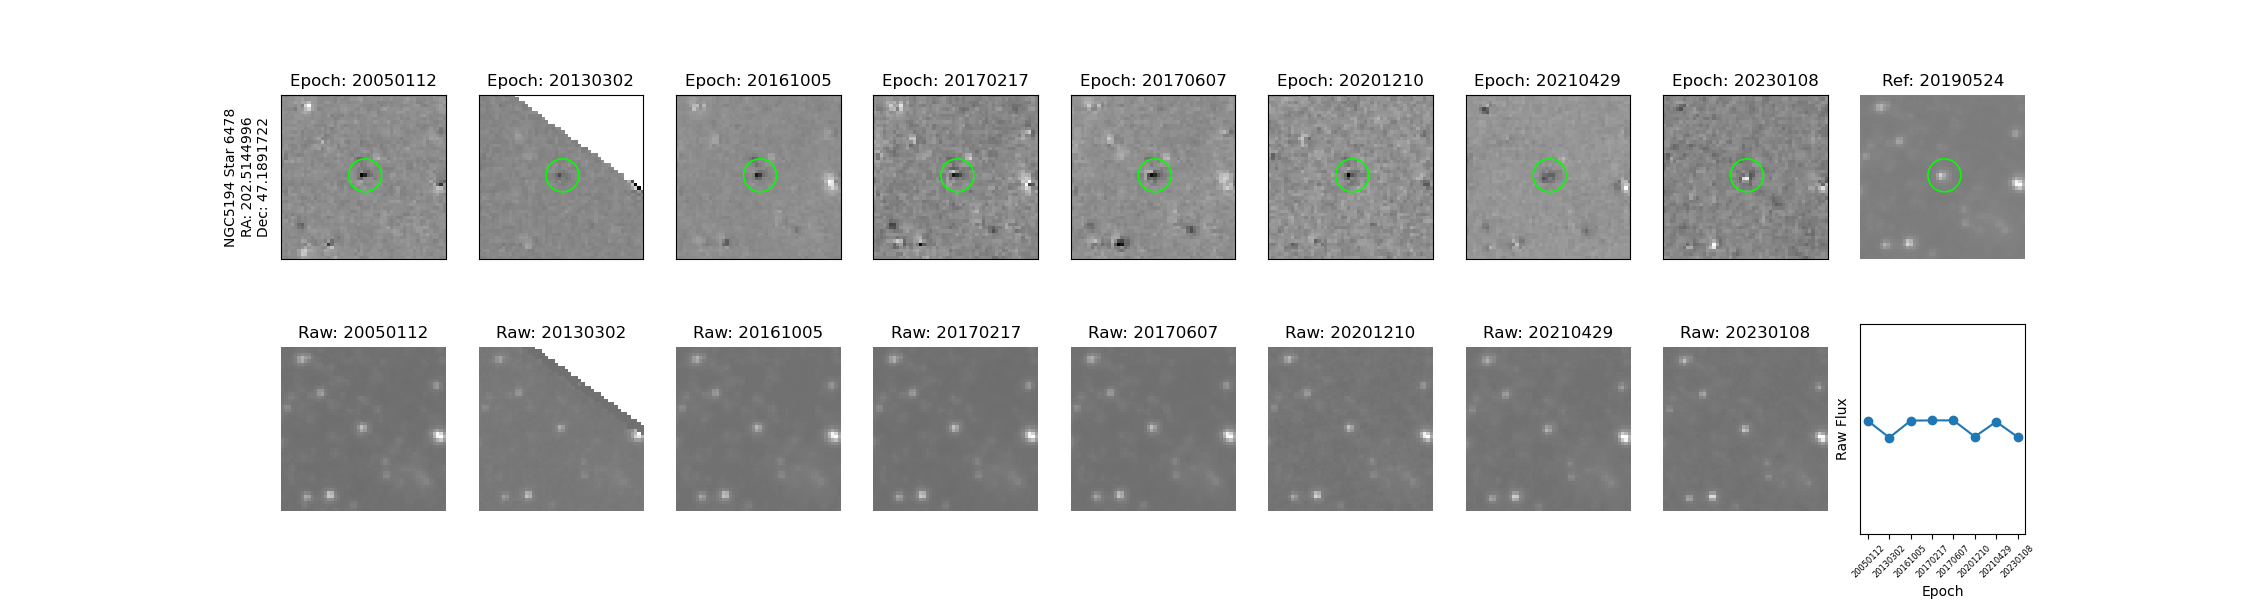 NGC5194 Star 6478
RA: 202.5144996
Dec: 47.1891722
Epoch: 20050112
Epoch: 20130302
Epoch: 20161005
Epoch: 20170217
Epoch: 20170607
Epoch: 20201210
Epoch: 20210429
Epoch: 20230108
Ref: 20190524
Raw: 20050112
Raw: 20130302
Raw: 20161005
Raw: 20170217
Raw: 20170607
Raw: 20201210
Raw: 20210429
Raw: 20230108
Raw Flux
20050112
20130302
20161005
20170217
20170607
20201210
20210429
20230108
Epoch